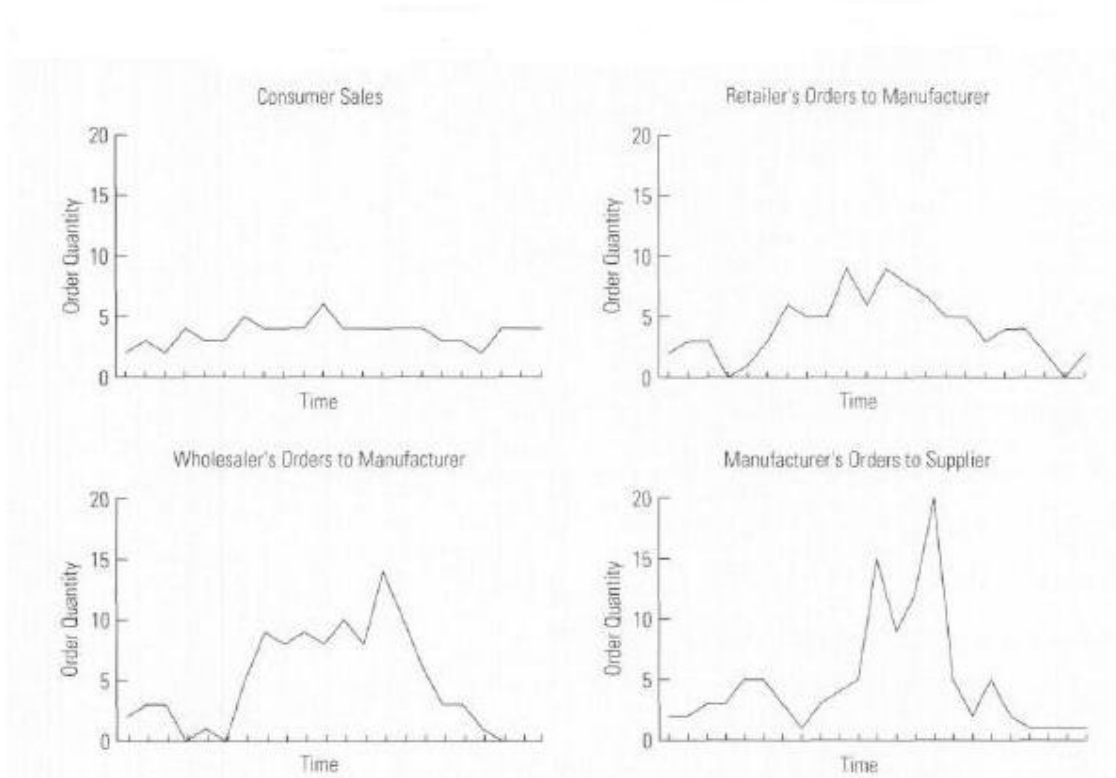 Consumer Sales
20
15
10
5
0
Order Quantity
Time
Retailer's Orders to Manufacturer
20
15
10
5
0
Order Quantity
Time
Wholesaler's Orders to Manufacturer
20
15
10
5
0
Order Quantity
Time
Manufacturer's Orders to Supplier
20
15
10
5
0
Order Quantity
Time